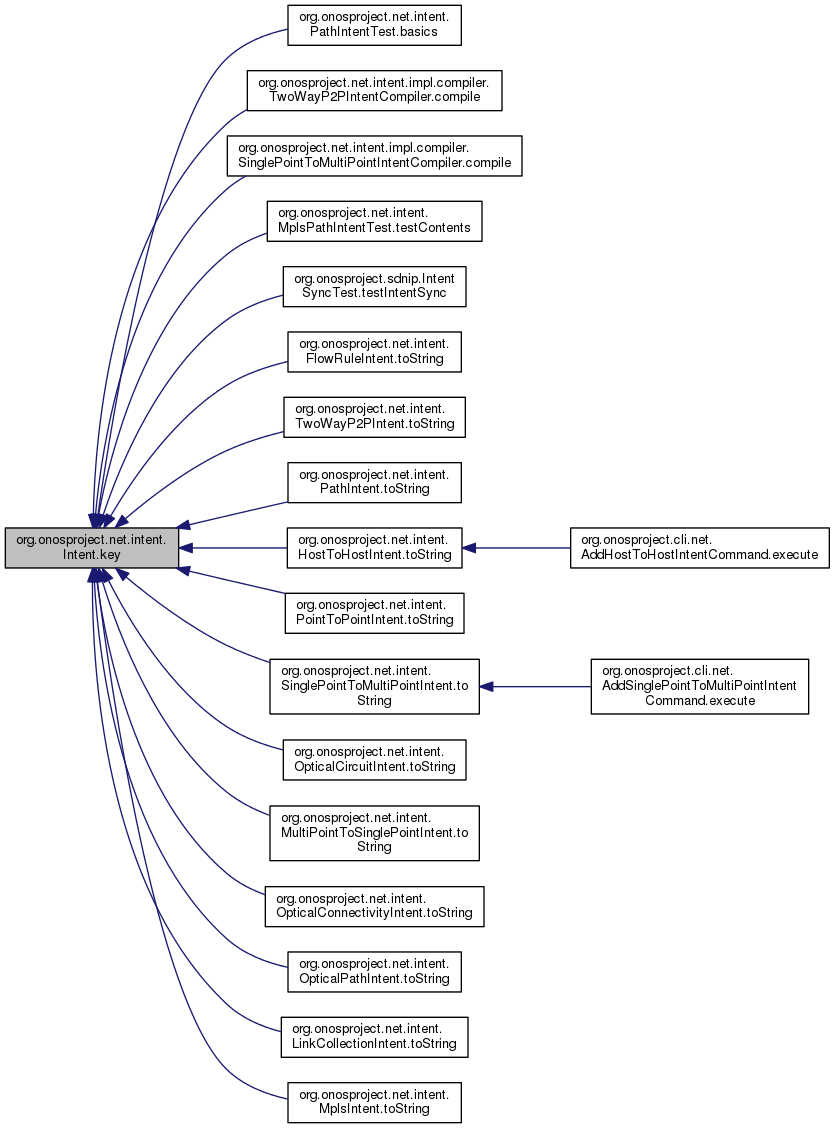 org.onosproject.net.intent.
PathIntentTest.basics
org.onosproject.net.intent.impl.compiler.
TwoWayP2PIntentCompiler.compile
org.onosproject.net.intent.impl.compiler.
SinglePointToMultiPointIntentCompiler.compile
org.onosproject.net.intent.
MplsPathIntentTest.testContents
org.onosproject.sdnip.Intent
SyncTest.testIntentSync
org.onosproject.net.intent.
FlowRuleIntent.toString
org.onosproject.net.intent.
TwoWayP2PIntent.toString
org.onosproject.net.intent.
PathIntent.toString
org.onosproject.net.intent.
Intent.key
org.onosproject.net.intent.
HostToHostIntent.toString
org.onosproject.cli.net.
AddHostToHostIntentCommand.execute
org.onosproject.net.intent.
PointToPointIntent.toString
org.onosproject.net.intent.
SinglePointToMultiPointIntent.to
String
org.onosproject.cli.net.
AddSinglePointToMultiPointIntent
Command.execute
org.onosproject.net.intent.
OpticalCircuitIntent.toString
org.onosproject.net.intent.
MultiPointToSinglePointIntent.to
String
org.onosproject.net.intent.
OpticalConnectivityIntent.toString
org.onosproject.net.intent.
OpticalPathIntent.toString
org.onosproject.net.intent.
LinkCollectionIntent.toString
org.onosproject.net.intent.
MplsIntent.toString